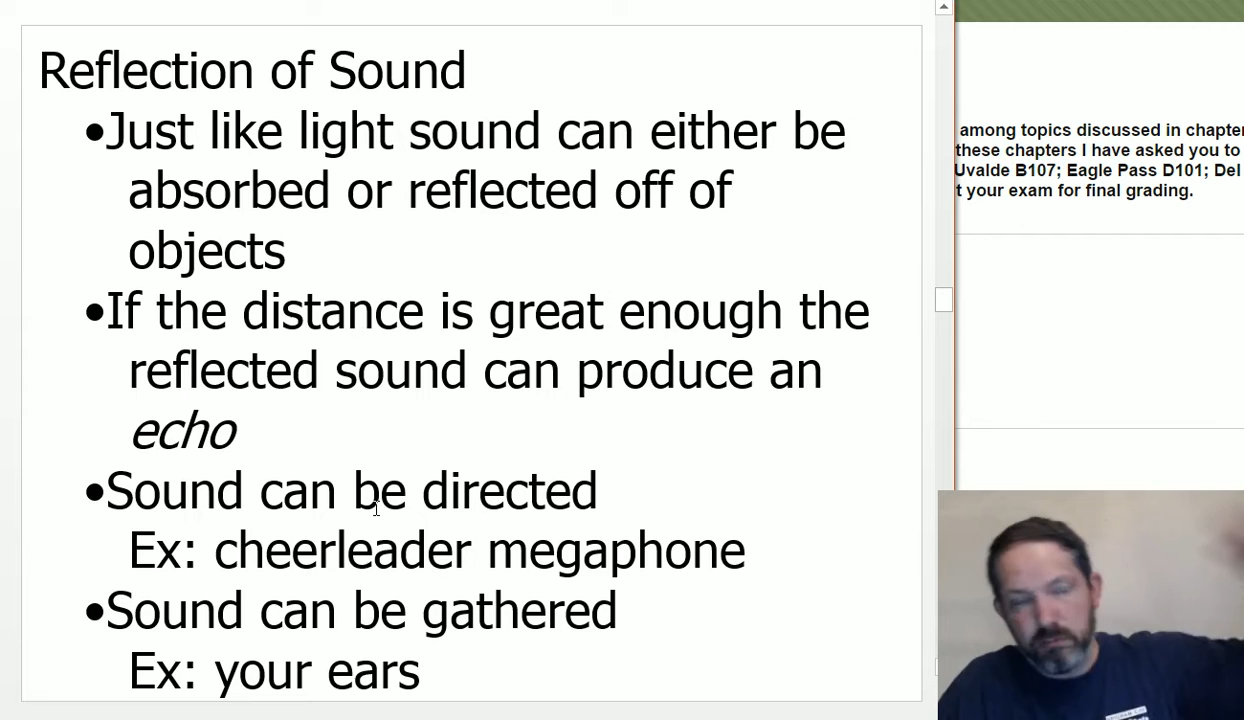 Reflection of Sound
•Just like light sound can either be
absorbed or reflected off of
objects
•If the distance is great enough the
reflected sound can produce an
echo
•Sound can be directed
Ex: cheerleader megaphone
•Sound can be gathered
Ex: your ears
among topics discussed in chapter
these chapters I have asked you to
Uvalde B107; Eagle Pass D101; Del
t your exam for final grading.